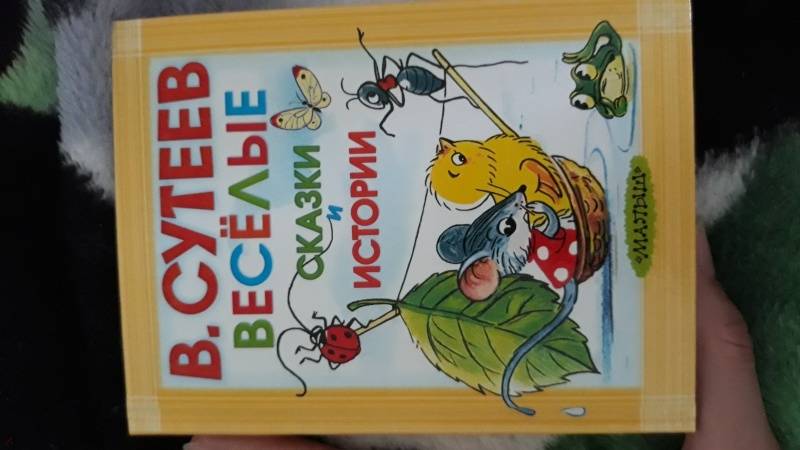 В. СУТЕЕВ
ВЕСЁЛЫЕ
СКАЗКИ
И
ИСТОРИИ
МАЛЫШ